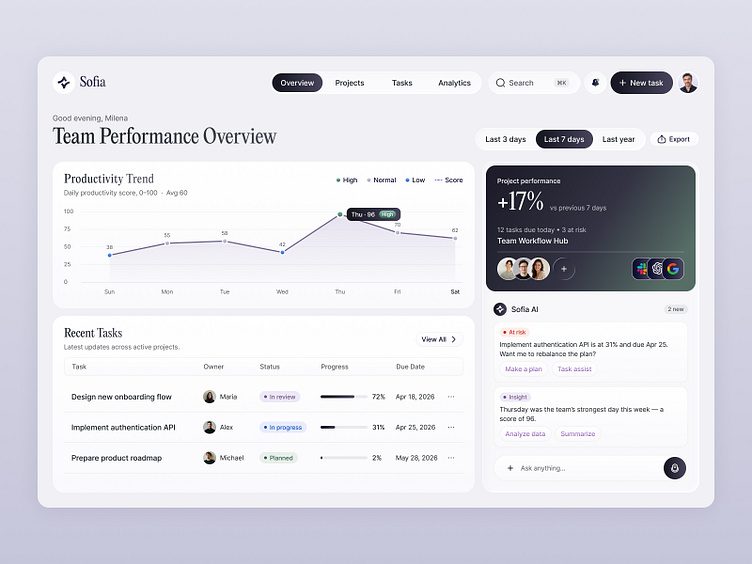 Sofia
Overview
Projects
Tasks
Analytics
Search
⌘K
+ New task
Good evening, Milena
Team Performance Overview
Last 3 days
Last 7 days
Last year
Export
Productivity Trend
Daily productivity score, 0-100 · Avg 60
High
Normal
Low
Score
100
75
50
25
0
38
55
58
42
Thu · 96
High
70
62
Sun
Mon
Tue
Wed
Thu
Fri
Sat
Project performance
+17%
vs previous 7 days
12 tasks due today • 3 at risk
Team Workflow Hub
+
Recent Tasks
Latest updates across active projects.
View All
Task
Owner
Status
Progress
Due Date
Design new onboarding flow
Maria
In review
72%
Apr 18, 2026
Implement authentication API
Alex
In progress
31%
Apr 25, 2026
Prepare product roadmap
Michael
Planned
2%
May 28, 2026
Sofia AI
2 new
At risk
Implement authentication API is at 31% and due Apr 25.
Want me to rebalance the plan?
Make a plan
Task assist
Insight
Thursday was the team's strongest day this week — a
score of 96.
Analyze data
Summarize
+ Ask anything...